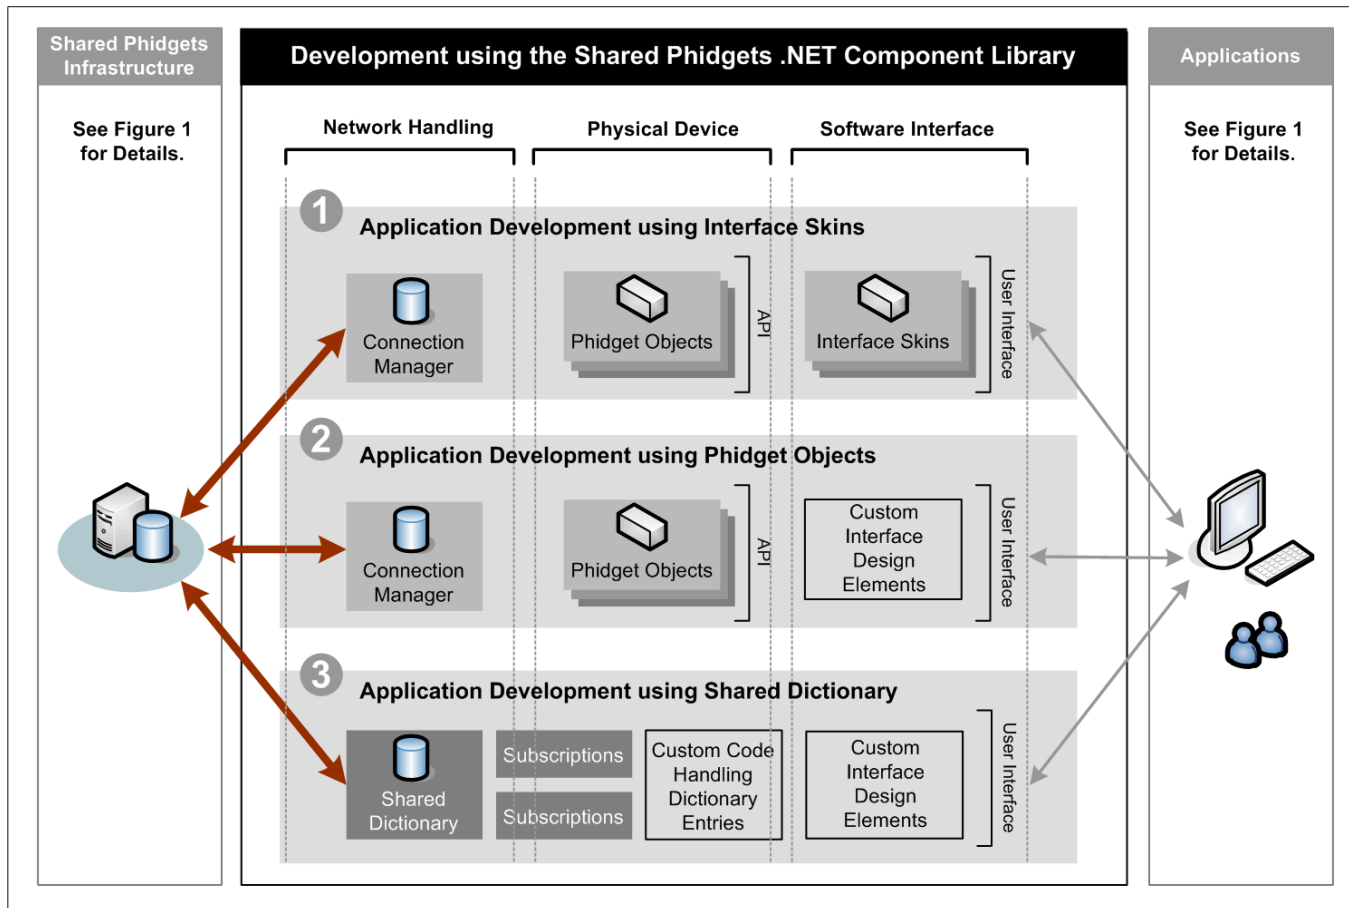 Shared Phidgets
Infrastructure
See Figure 1
for Details.
Development using the Shared Phidgets .NET Component Library
Network Handling
Physical Device
Software Interface
1
Application Development using Interface Skins
Connection
Manager
Phidget Objects
API
Interface Skins
User Interface
2
Application Development using Phidget Objects
Connection
Manager
Phidget Objects
API
Custom
Interface
Design
Elements
User Interface
3
Application Development using Shared Dictionary
Shared
Dictionary
Subscriptions
Subscriptions
Custom Code
Handling
Dictionary
Entries
Custom
Interface
Design
Elements
User Interface
Applications
See Figure 1
for Details.